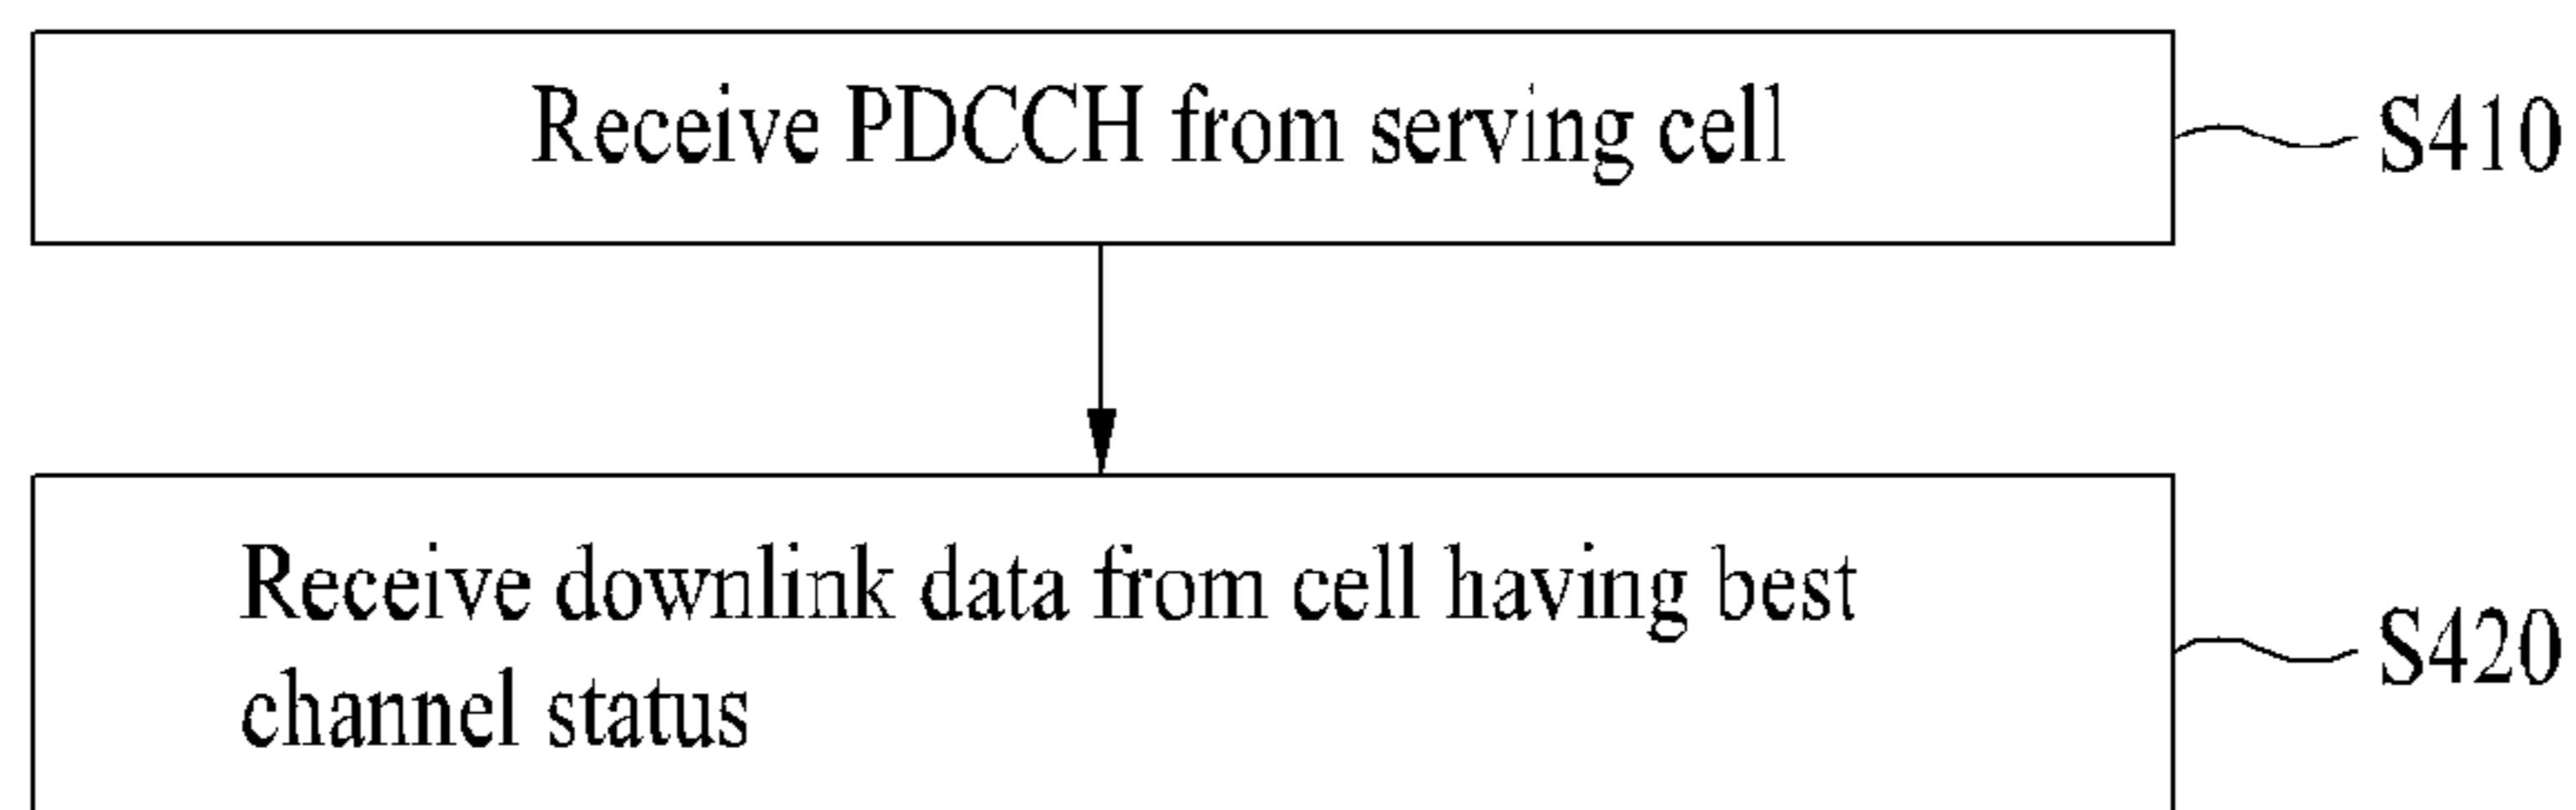 Receive PDCCH from serving cell
S410
Receive downlink data from cell having best
channel status
S420